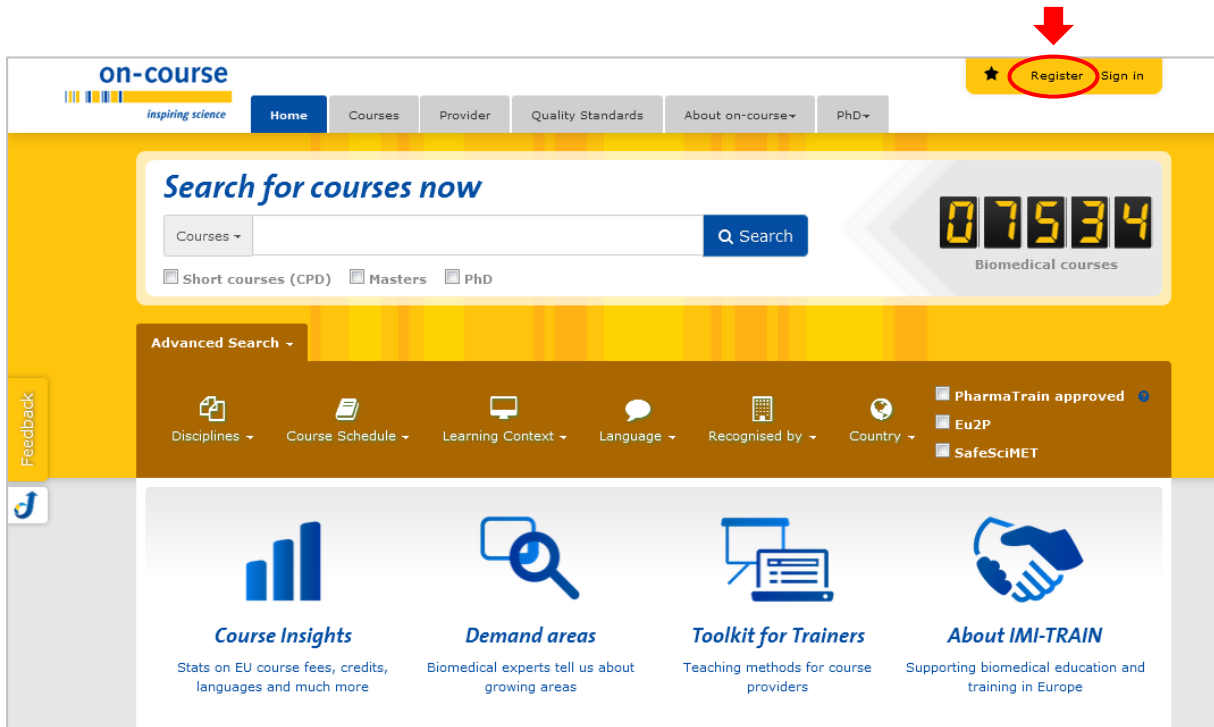 on-course
inspiring science
Register Sign in
Home Courses Provider Quality Standards About on-course PhD
Search for courses now
Courses Search
Short courses (CPD) Masters PhD
07534
Biomedical courses
Advanced Search
Disciplines Course Schedule Learning Context Language Recognised by Country
PharmaTrain approved ?
Eu2P
SafeSciMET
Feedback
Course Insights
Stats on EU course fees, credits,
languages and much more
Demand areas
Biomedical experts tell us about
growing areas
Toolkit for Trainers
Teaching methods for course
providers
About IMI-TRAIN
Supporting biomedical education and
training in Europe